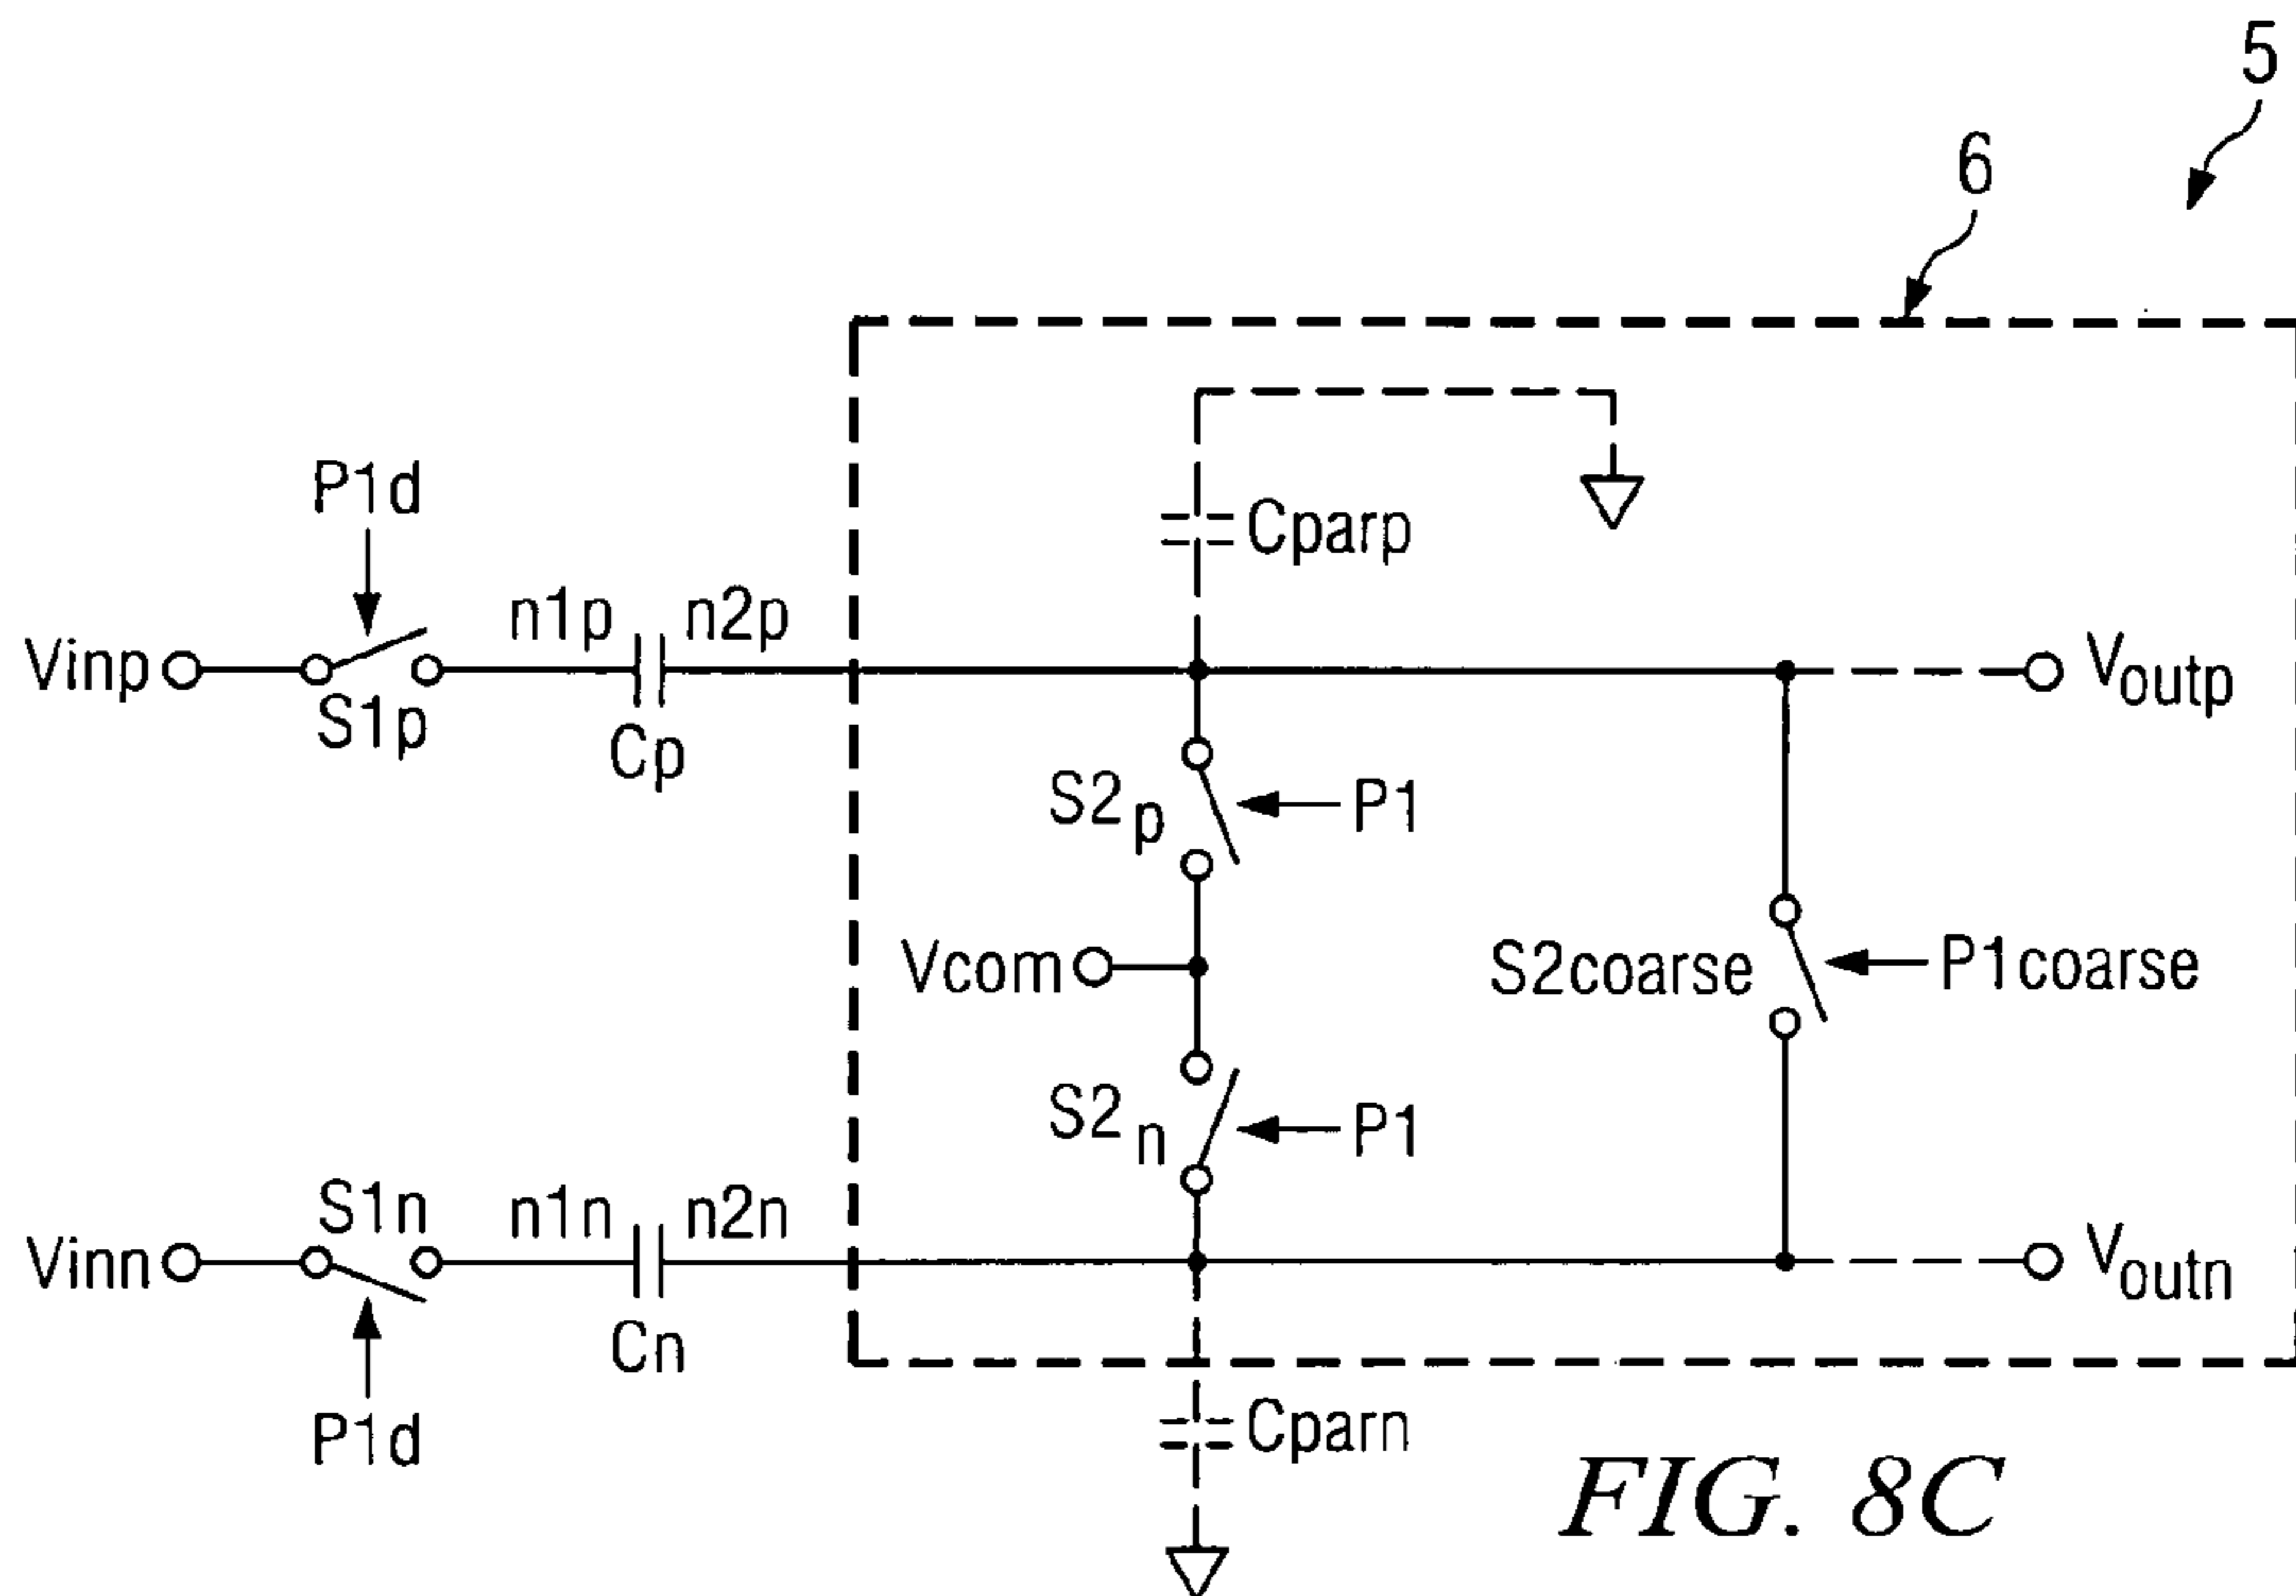 5
6
P1d
Cparp
n1p
n2p
Vinp
Voutp
S1p
Cp
S2p
P1
Vcom
S2coarse
P1coarse
S2n
P1
S1n
n1n
n2n
Vinn
Voutn
Cn
P1d
Cparn
FIG. 8C